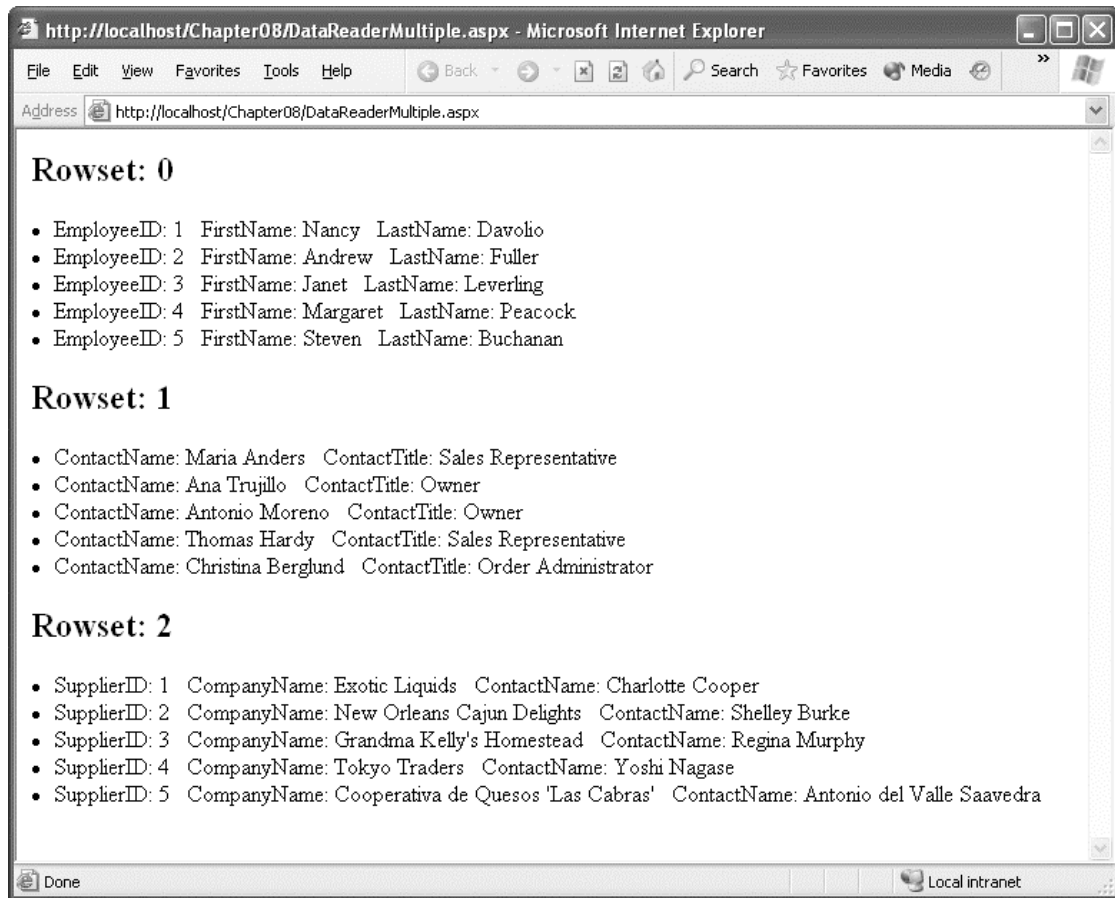 http://localhost/Chapter08/DataReaderMultiple.aspx - Microsoft Internet Explorer
File Edit View Favorites Tools Help Back Search Favorites Media »
Address http://localhost/Chapter08/DataReaderMultiple.aspx
Rowset: 0
• EmployeeID: 1 FirstName: Nancy LastName: Davolio
• EmployeeID: 2 FirstName: Andrew LastName: Fuller
• EmployeeID: 3 FirstName: Janet LastName: Leverling
• EmployeeID: 4 FirstName: Margaret LastName: Peacock
• EmployeeID: 5 FirstName: Steven LastName: Buchanan
Rowset: 1
• ContactName: Maria Anders ContactTitle: Sales Representative
• ContactName: Ana Trujillo ContactTitle: Owner
• ContactName: Antonio Moreno ContactTitle: Owner
• ContactName: Thomas Hardy ContactTitle: Sales Representative
• ContactName: Christina Berglund ContactTitle: Order Administrator
Rowset: 2
• SupplierID: 1 CompanyName: Exotic Liquids ContactName: Charlotte Cooper
• SupplierID: 2 CompanyName: New Orleans Cajun Delights ContactName: Shelley Burke
• SupplierID: 3 CompanyName: Grandma Kelly's Homestead ContactName: Regina Murphy
• SupplierID: 4 CompanyName: Tokyo Traders ContactName: Yoshi Nagase
• SupplierID: 5 CompanyName: Cooperativa de Quesos 'Las Cabras' ContactName: Antonio del Valle Saavedra
Done Local intranet